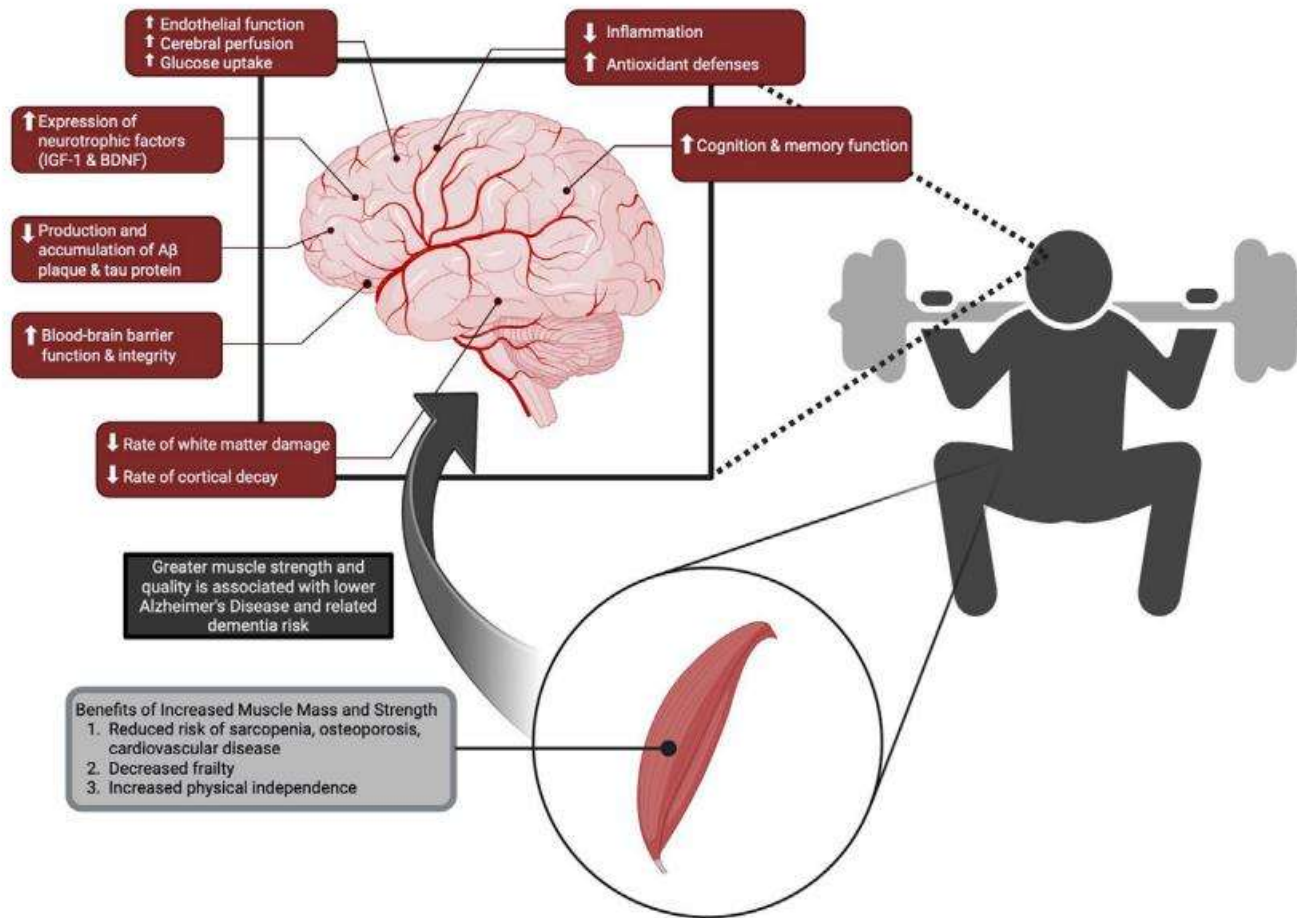 ↑ Endothelial function
↑ Cerebral perfusion
↑ Glucose uptake
↓ Inflammation
↑ Antioxidant defenses
↑ Expression of
neurotrophic factors
(IGF-1 & BDNF)
↑ Cognition & memory function
↓ Production and
accumulation of Aβ
plaque & tau protein
↑ Blood-brain barrier
function & integrity
↓ Rate of white matter damage
↓ Rate of cortical decay
Greater muscle strength and
quality is associated with lower
Alzheimer's Disease and related
dementia risk
Benefits of Increased Muscle Mass and Strength
1. Reduced risk of sarcopenia, osteoporosis,
cardiovascular disease
2. Decreased frailty
3. Increased physical independence